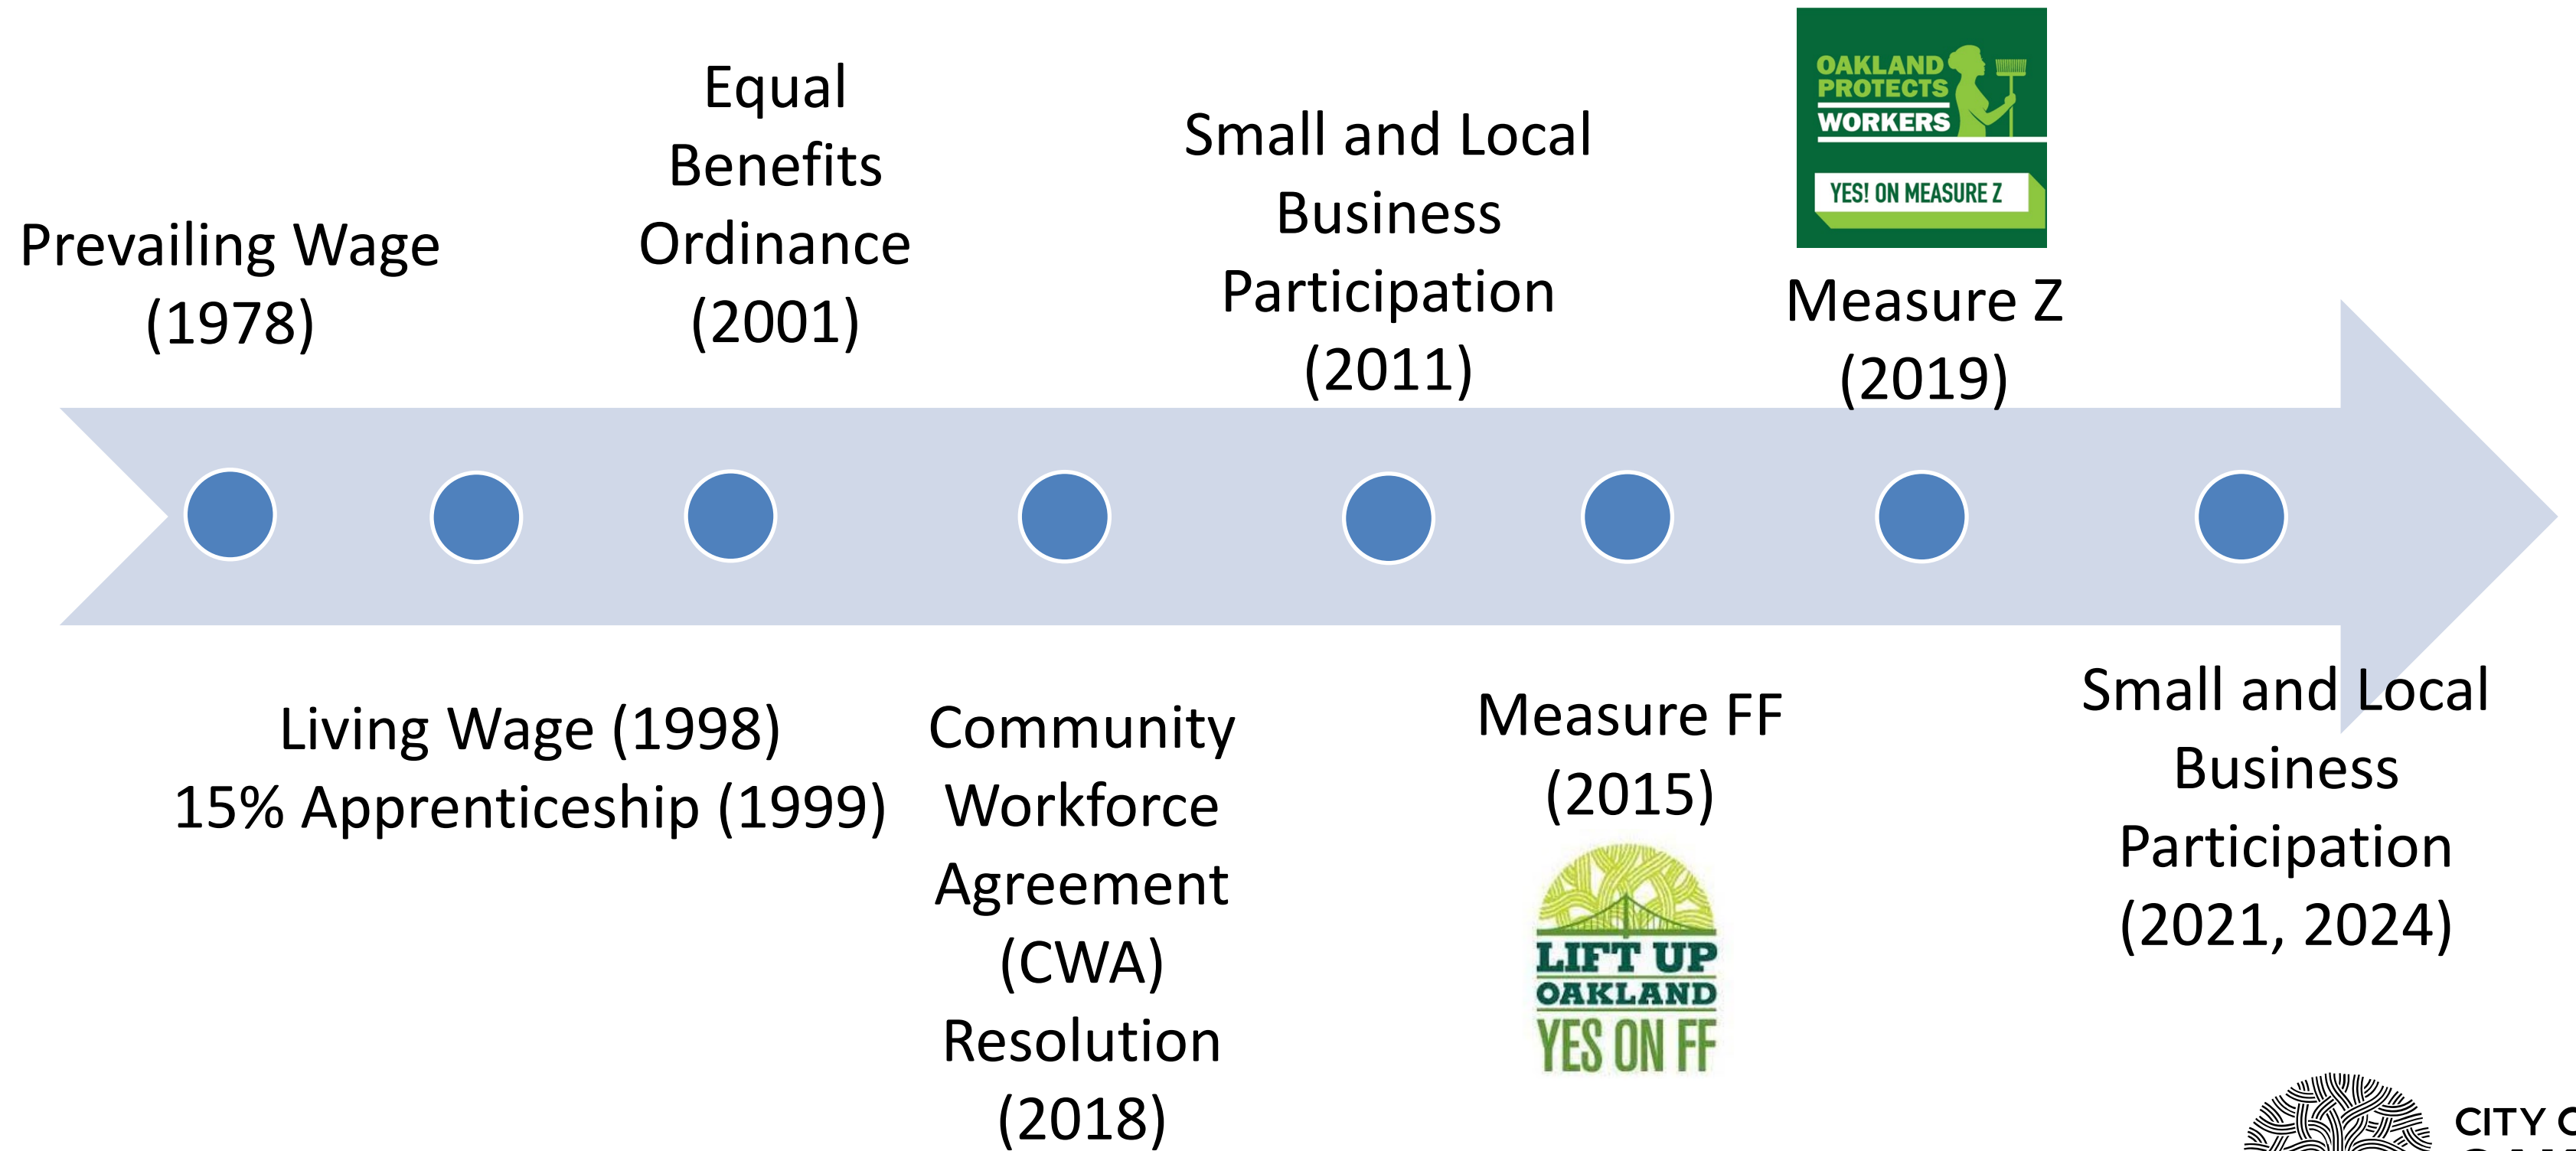 Prevailing Wage
(1978)
Equal
Benefits
Ordinance
(2001)
Small and Local
Business
Participation
(2011)
OAKLAND
PROTECTS
WORKERS
YES! ON MEASURE Z
Measure Z
(2019)
Living Wage (1998)
15% Apprenticeship (1999)
Community
Workforce
Agreement
(CWA)
Resolution
(2018)
Measure FF
(2015)
LIFT UP
OAKLAND
YES ON FF
Small and Local
Business
Participation
(2021, 2024)
CITY